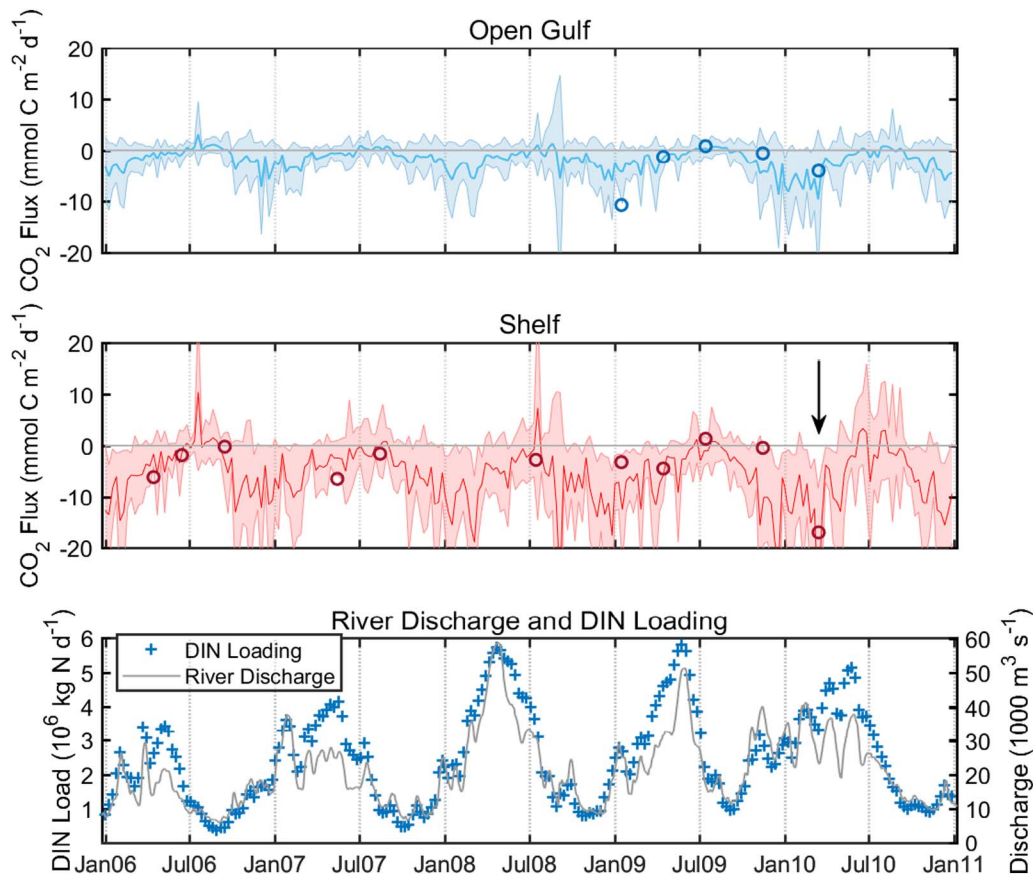 Open Gulf
CO2 Flux (mmol C m-2 d-1)
20
10
0
-10
-20
Shelf
CO2 Flux (mmol C m-2 d-1)
20
10
0
-10
-20
River Discharge and DIN Loading
DIN Load (10^6 kg N d-1)
6
5
4
3
2
1
DIN Loading
River Discharge
60
50
40
30
20
10
0
Discharge (1000 m3 s-1)
Jan06 Jul06 Jan07 Jul07 Jan08 Jul08 Jan09 Jul09 Jan10 Jul10 Jan11